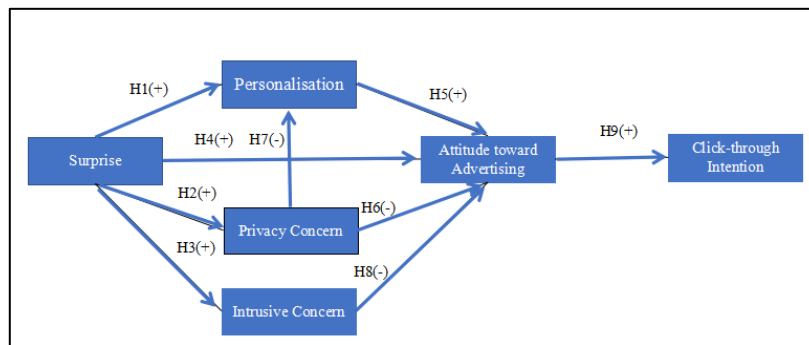 Personalisation
H1(+)
H5(+)
H4(+)
H7(-)
H9(+)
Surprise
Attitude toward
Advertising
Click-through
Intention
H2(+)
H6(-)
Privacy Concern
H3(+)
H8(-)
Intrusive Concern